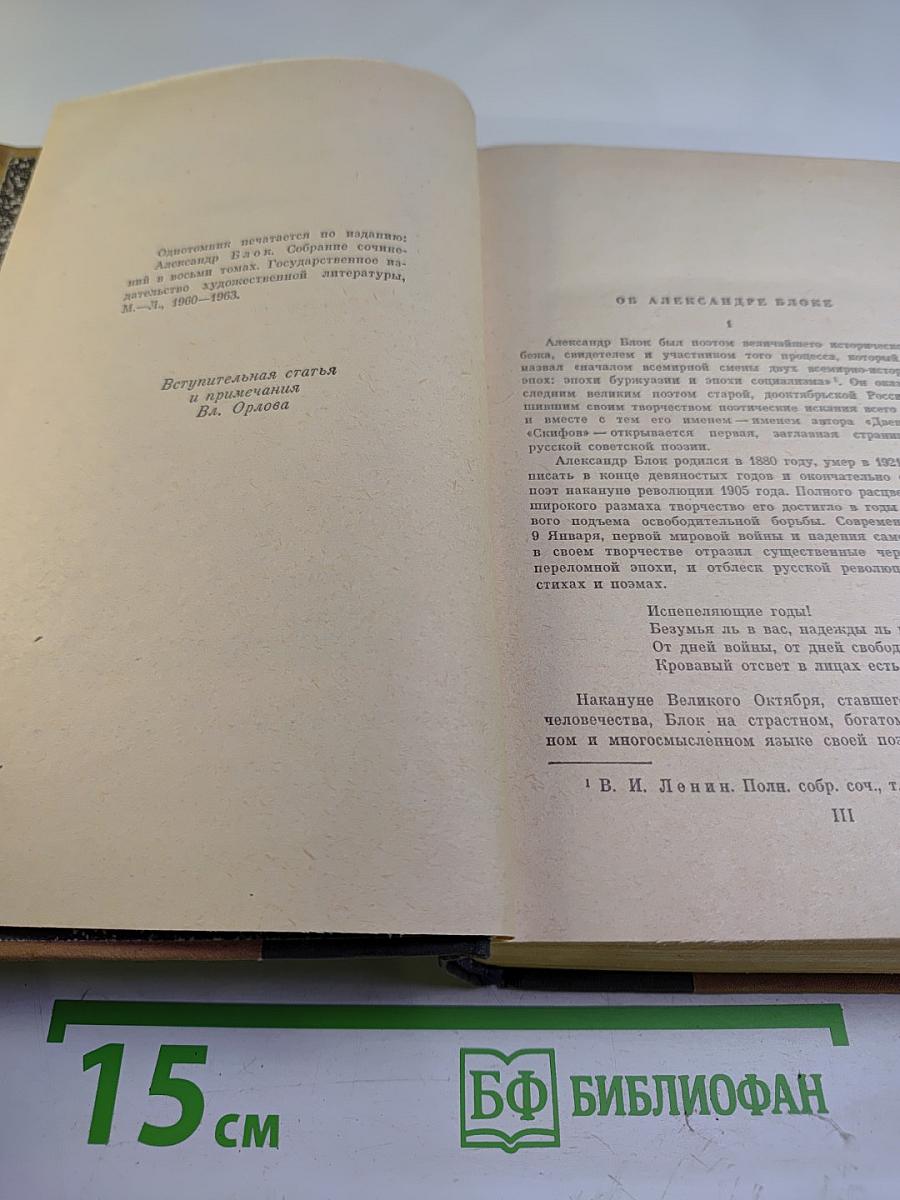 Однотомник печатается по изданию:
Александр Блок. Собрание сочине-
ний в восьми томах. Государственное из-
дательство художественной литературы,
М.—Л., 1960—1963.
Вступительная статья
и примечания
Вл. Орлова
ОБ АЛЕКСАНДРЕ БЛОКЕ
1
Александр Блок был поэтом величайшего историческо
бежа, свидетелем и участником того процесса, который
назвал «началом всемирной смены двух всемирно-истор
эпох: эпохи буржуазии и эпохи социализма»¹. Он оказ
следним великим поэтом старой, дооктябрьской Росси
шившим своим творчеством поэтические искания всего
и вместе с тем его именем — именем автора «Двен
«Скифов» — открывается первая, заглавная страни
русской советской поэзии.
Александр Блок родился в 1880 году, умер в 1921
писать в конце девяностых годов и окончательно
поэт накануне революции 1905 года. Полного расцве
широкого размаха творчество его достигло в годы
вого подъема освободительной борьбы. Современ
9 Января, первой мировой войны и падения само
в своем творчестве отразил существенные чер
переломной эпохи, и отблеск русской революц
стихах и поэмах.
Испепеляющие годы!
Безумья ль в вас, надежды ль
От дней войны, от дней свобод
Кровавый отсвет в лицах есть
Накануне Великого Октября, ставшег
человечества, Блок на страстном, богатом
ном и многосмысленном языке своей поэ
¹ В. И. Ленин. Полн. собр. соч., т.
III
15 см
БФ БИБЛИОФАН